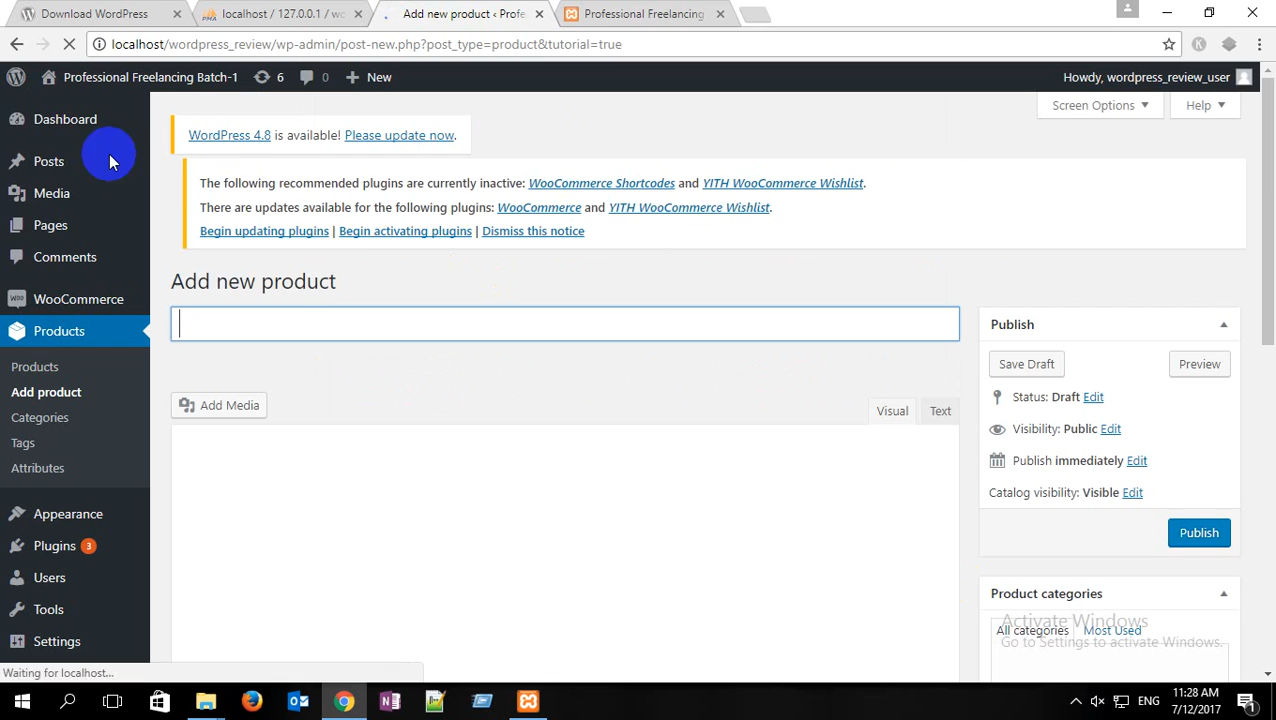 Download WordPress
localhost / 127.0.0.1 / wc
Add new product ‹ Profe
Professional Freelancing
localhost/wordpress_review/wp-admin/post-new.php?post_type=product&tutorial=true
Professional Freelancing Batch-1 6 0 New
Howdy, wordpress_review_user
Screen Options
Help
Dashboard
Posts
Media
Pages
Comments
WooCommerce
Products
Products
Add product
Categories
Tags
Attributes
Appearance
Plugins 3
Users
Tools
Settings
WordPress 4.8 is available! Please update now.
The following recommended plugins are currently inactive: WooCommerce Shortcodes and YITH WooCommerce Wishlist.
There are updates available for the following plugins: WooCommerce and YITH WooCommerce Wishlist.
Begin updating plugins | Begin activating plugins | Dismiss this notice
Add new product
Add Media
Visual
Text
Publish
Save Draft
Preview
Status: Draft Edit
Visibility: Public Edit
Publish immediately Edit
Catalog visibility: Visible Edit
Publish
Product categories
All categories
Most Used
Activate Windows
Go to Settings to activate Windows.
Waiting for localhost...
ENG
11:28 AM
7/12/2017
1